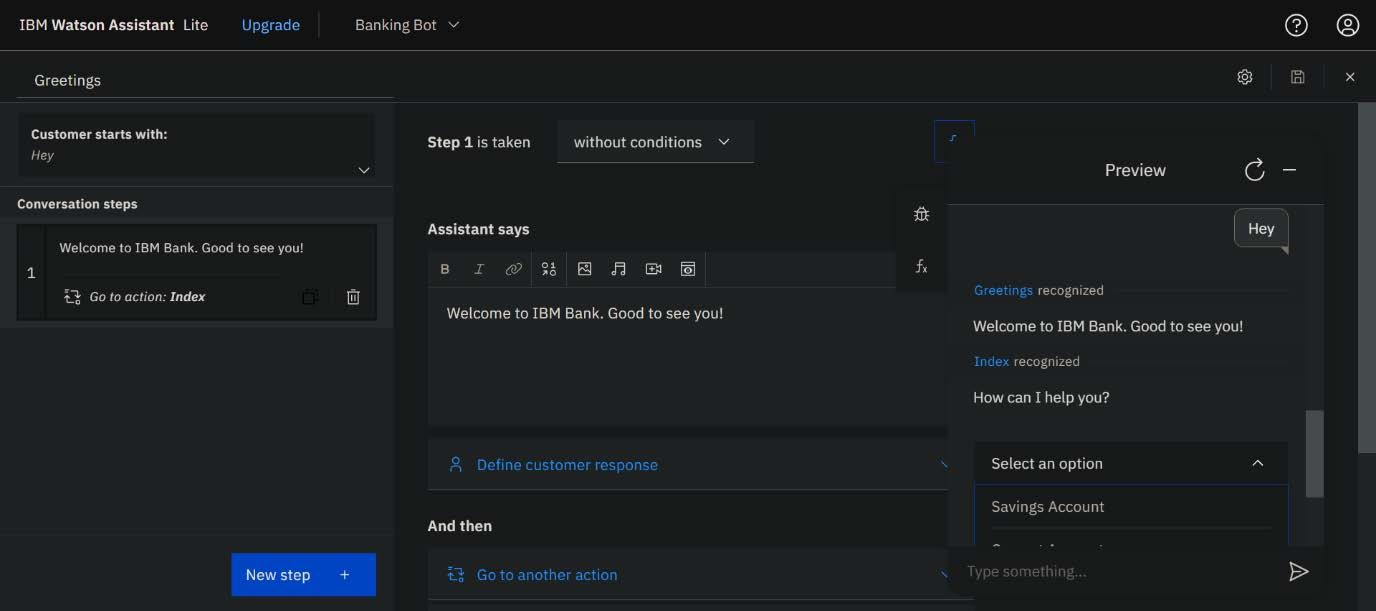 IBM Watson Assistant Lite Upgrade Banking Bot
Greetings
Customer starts with:
Hey
Conversation steps
1
Welcome to IBM Bank. Good to see you!
Go to action: Index
New step +
Step 1 is taken without conditions
Assistant says
B I
Welcome to IBM Bank. Good to see you!
Define customer response
And then
Go to another action
fx
Preview
Hey
Greetings recognized
Welcome to IBM Bank. Good to see you!
Index recognized
How can I help you?
Select an option
Savings Account
Type something...